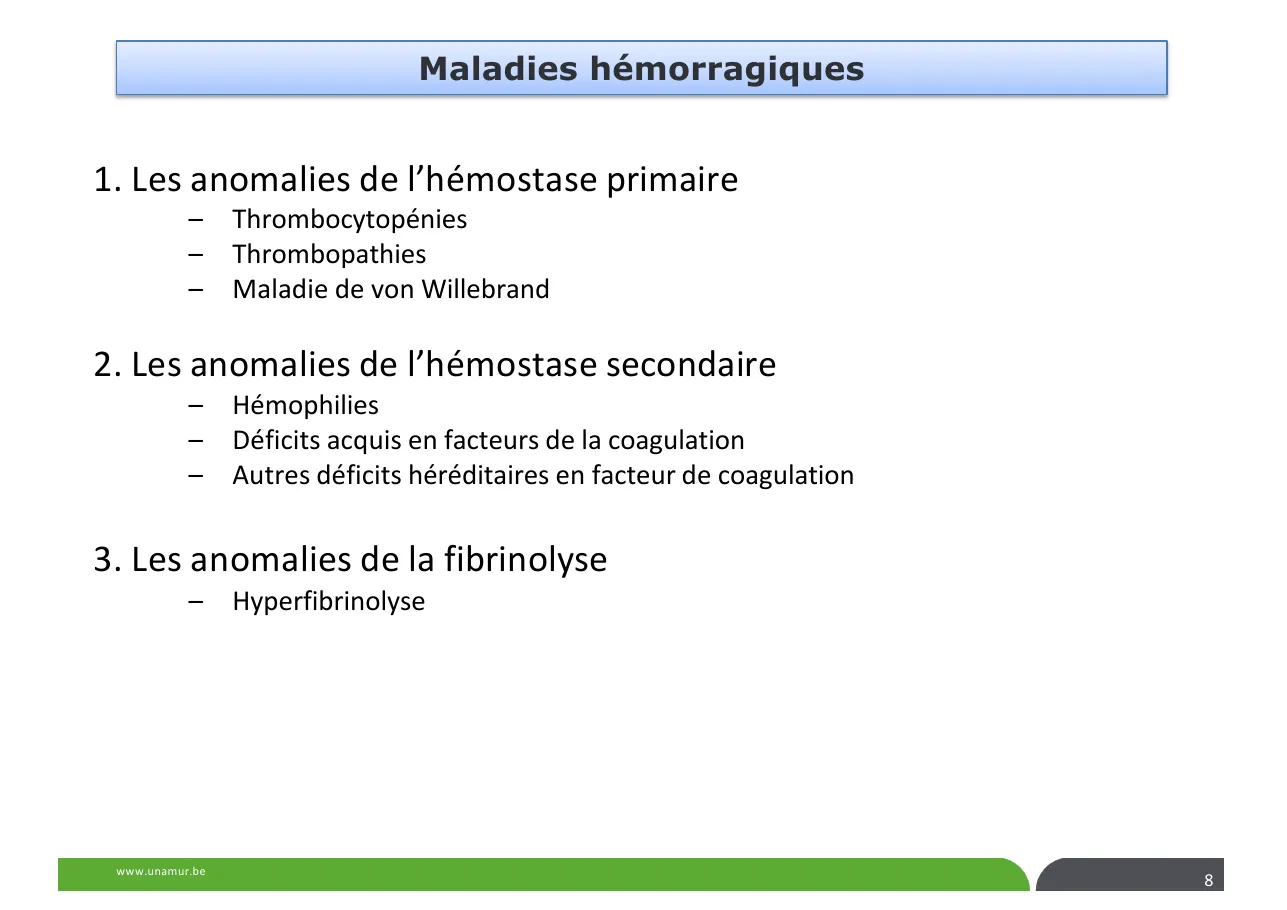 Maladies hémorragiques
1. Les anomalies de l’hémostase primaire
– Thrombocytopénies
– Thrombopathies
– Maladie de von Willebrand
2. Les anomalies de l’hémostase secondaire
– Hémophilies
– Déficits acquis en facteurs de la coagulation
– Autres déficits héréditaires en facteur de coagulation
3. Les anomalies de la fibrinolyse
– Hyperfibrinolyse
www.unamur.be
8